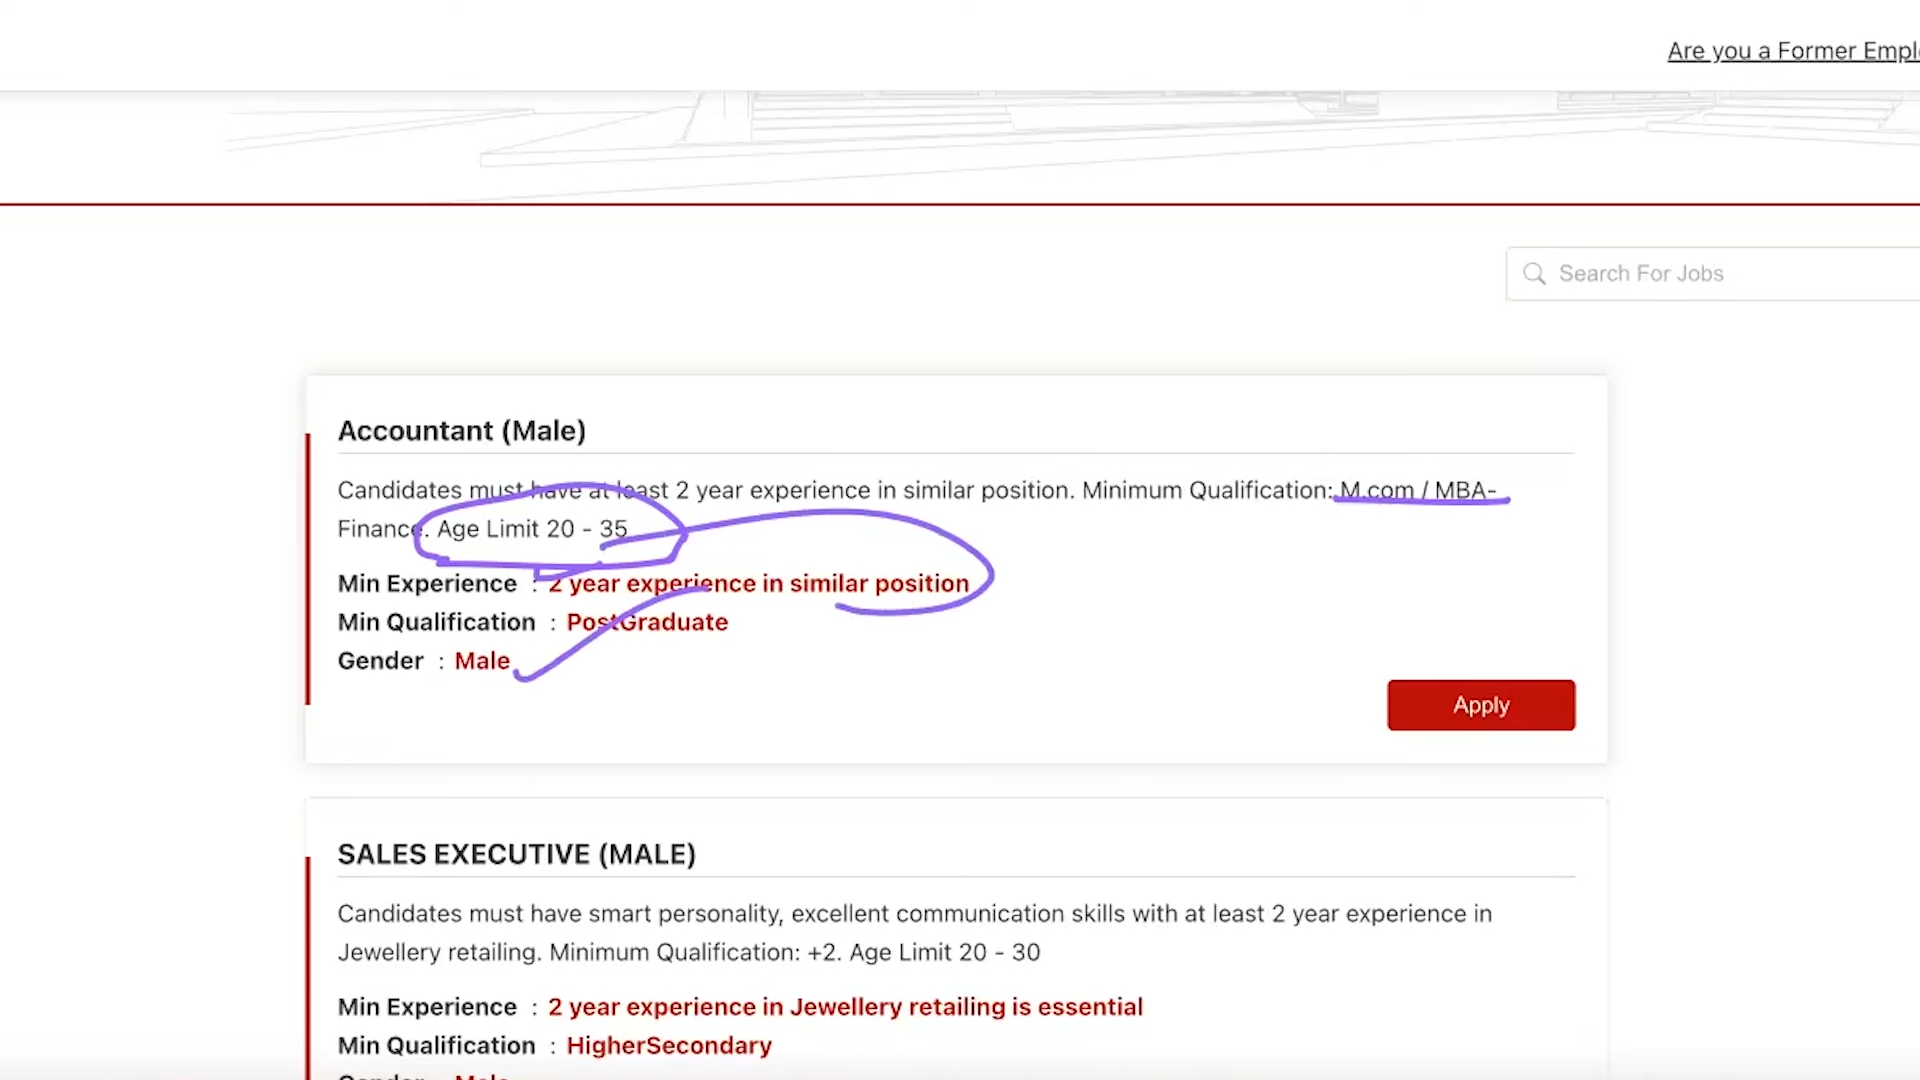 Are you a Former Empl
Search For Jobs
Accountant (Male)
Candidates must have at least 2 year experience in similar position. Minimum Qualification: M.com / MBA-
Finance. Age Limit 20 - 35
Min Experience : 2 year experience in similar position
Min Qualification : PostGraduate
Gender : Male
Apply
SALES EXECUTIVE (MALE)
Candidates must have smart personality, excellent communication skills with at least 2 year experience in
Jewellery retailing. Minimum Qualification: +2. Age Limit 20 - 30
Min Experience : 2 year experience in Jewellery retailing is essential
Min Qualification : HigherSecondary